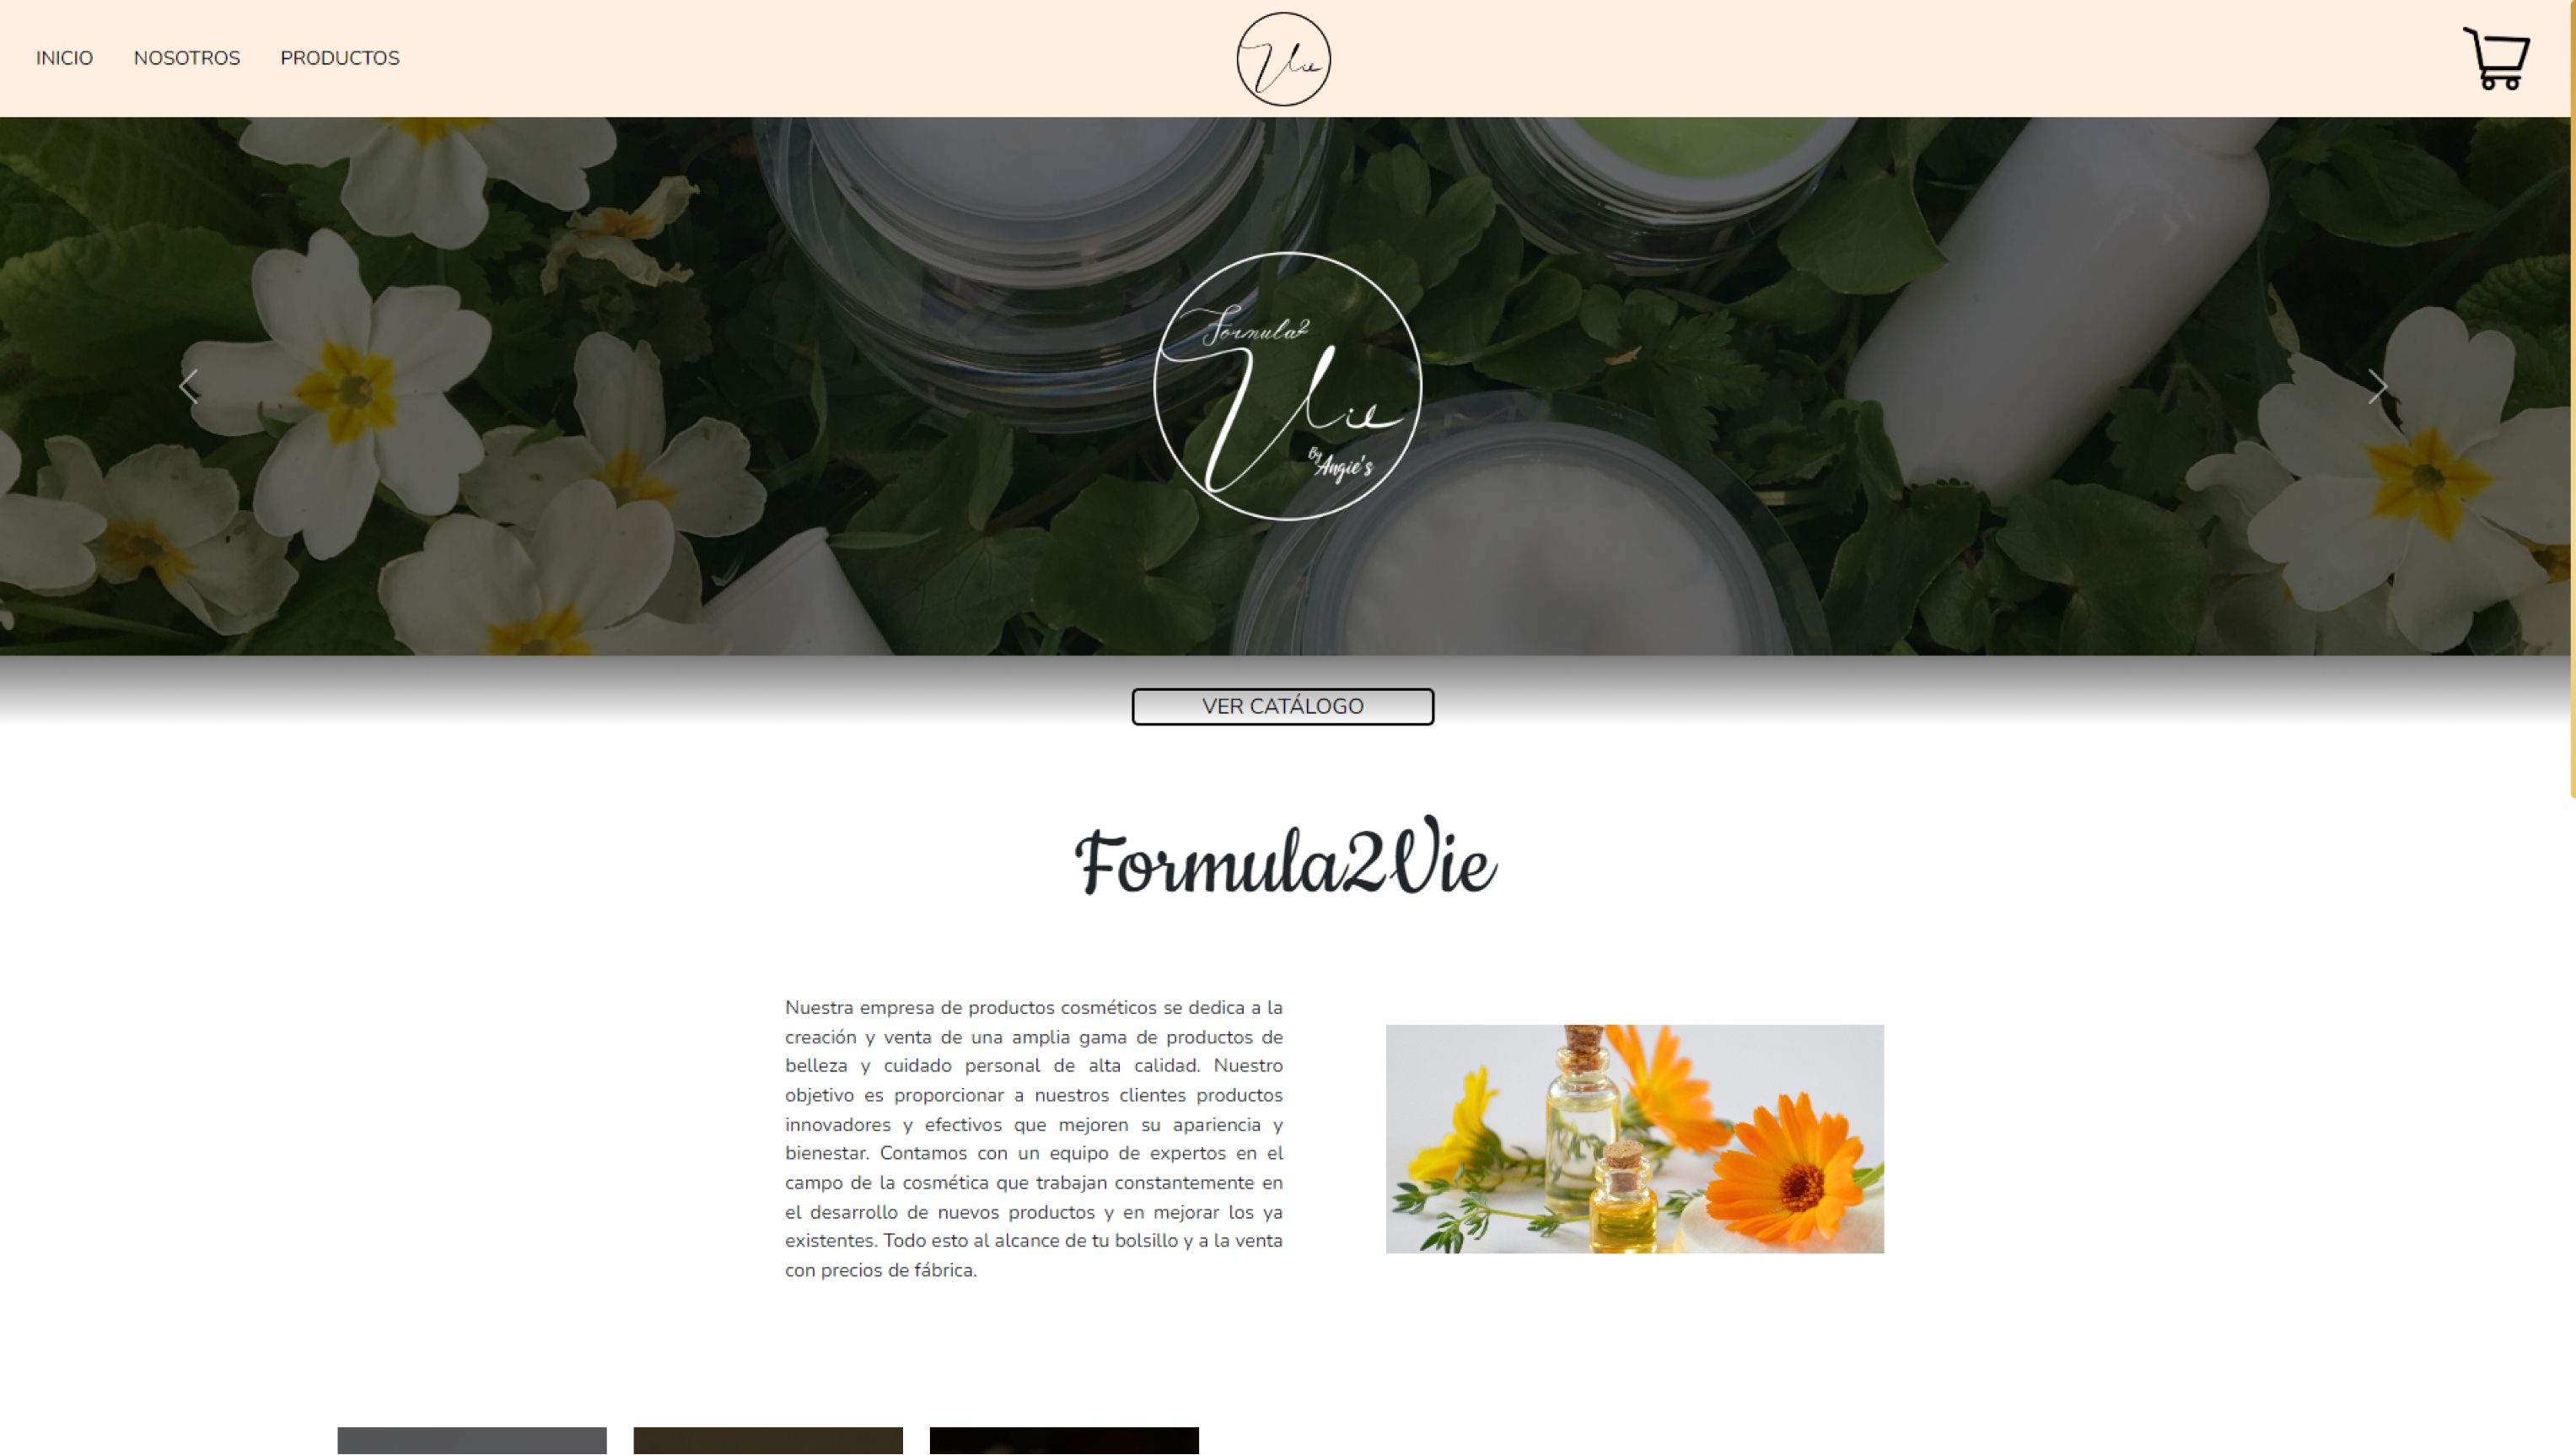 INICIO NOSOTROS PRODUCTOS
Vie
Formula2
Vie
By Angie's
VER CATÁLOGO
Formula2Vie
Nuestra empresa de productos cosméticos se dedica a la
creación y venta de una amplia gama de productos de
belleza y cuidado personal de alta calidad. Nuestro
objetivo es proporcionar a nuestros clientes productos
innovadores y efectivos que mejoren su apariencia y
bienestar. Contamos con un equipo de expertos en el
campo de la cosmética que trabajan constantemente en
el desarrollo de nuevos productos y en mejorar los ya
existentes. Todo esto al alcance de tu bolsillo y a la venta
con precios de fábrica.